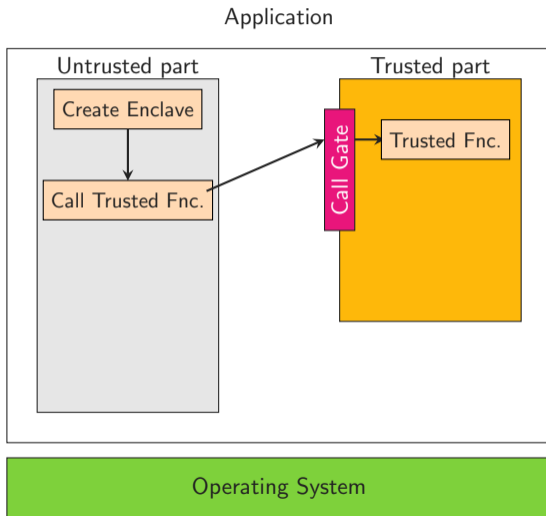 Application
Untrusted part
Trusted part
Create Enclave
Call Trusted Fnc.
Call Gate
Trusted Fnc.
Operating System